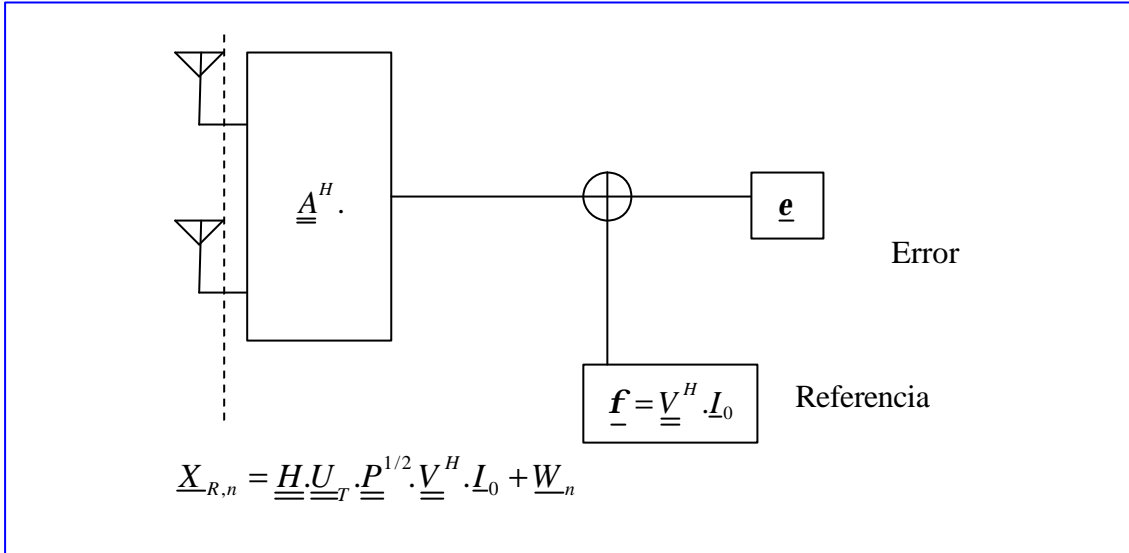 A^H.
e
Error
f = V^H.I_0
Referencia
X_{R,n} = H.U_T.P^{1/2}.V^H.I_0 + W_n